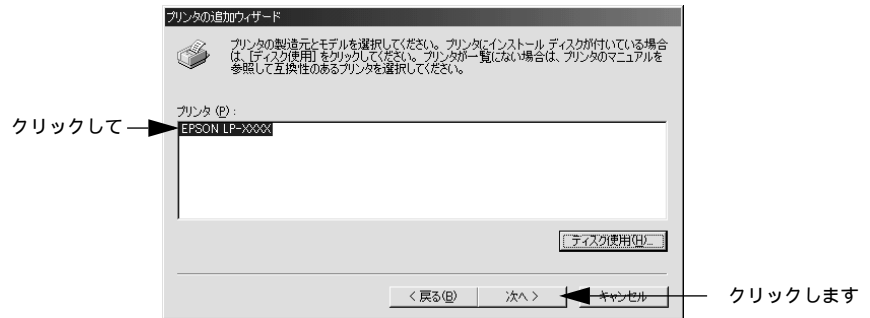 プリンタの追加ウィザード
プリンタの製造元とモデルを選択してください。プリンタにインストール ディスクが付いている場合
は、[ディスク使用] をクリックしてください。プリンタが一覧にない場合は、プリンタのマニュアルを
参照して互換性のあるプリンタを選択してください。
プリンタ (P) :
クリックして
EPSON LP-XXXX
ディスク使用(H)...
< 戻る(B)
次へ >
キャンセル
クリックします